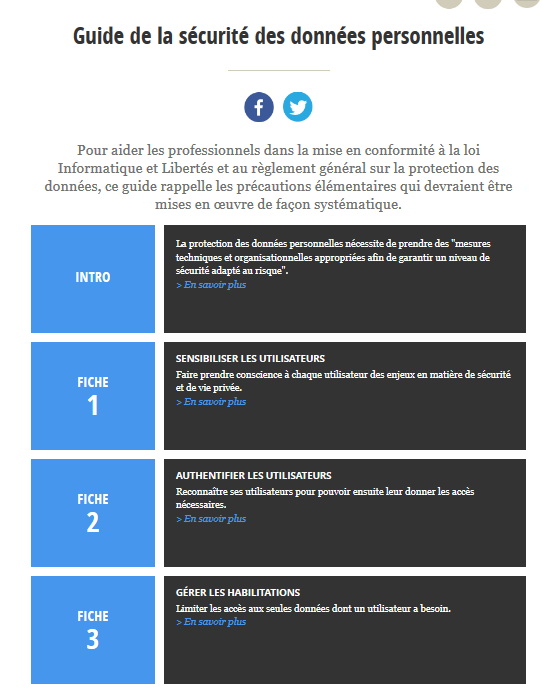 Guide de la sécurité des données personnelles
Pour aider les professionnels dans la mise en conformité à la loi
Informatique et Libertés et au règlement général sur la protection des
données, ce guide rappelle les précautions élémentaires qui devraient être
mises en œuvre de façon systématique.
INTRO
La protection des données personnelles nécessite de prendre des "mesures
techniques et organisationnelles appropriées afin de garantir un niveau de
sécurité adapté au risque".
> En savoir plus
FICHE
1
SENSIBILISER LES UTILISATEURS
Faire prendre conscience à chaque utilisateur des enjeux en matière de sécurité
et de vie privée.
> En savoir plus
FICHE
2
AUTHENTIFIER LES UTILISATEURS
Reconnaître ses utilisateurs pour pouvoir ensuite leur donner les accès
nécessaires.
> En savoir plus
FICHE
3
GÉRER LES HABILITATIONS
Limiter les accès aux seules données dont un utilisateur a besoin.
> En savoir plus